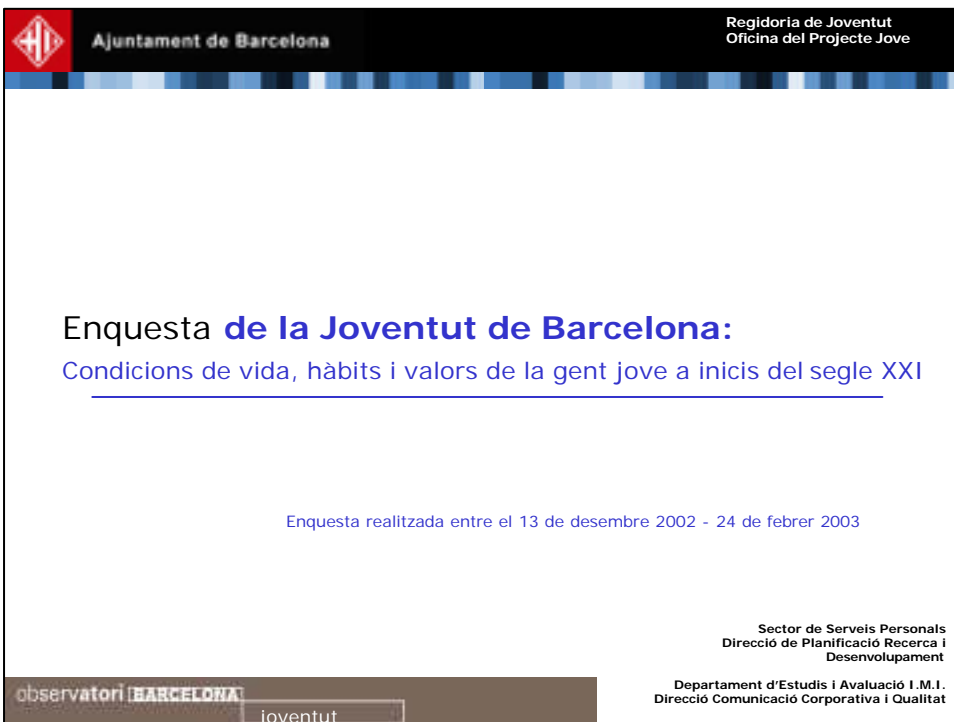 Ajuntament de Barcelona
Regidoria de Joventut
Oficina del Projecte Jove
Enquesta de la Joventut de Barcelona:
Condicions de vida, hàbits i valors de la gent jove a inicis del segle XXI
Enquesta realitzada entre el 13 de desembre 2002 - 24 de febrer 2003
Sector de Serveis Personals
Direcció de Planificació Recerca i
Desenvolupament
Departament d'Estudis i Avaluació I.M.I.
Direcció Comunicació Corporativa i Qualitat
observatori BARCELONA
joventut